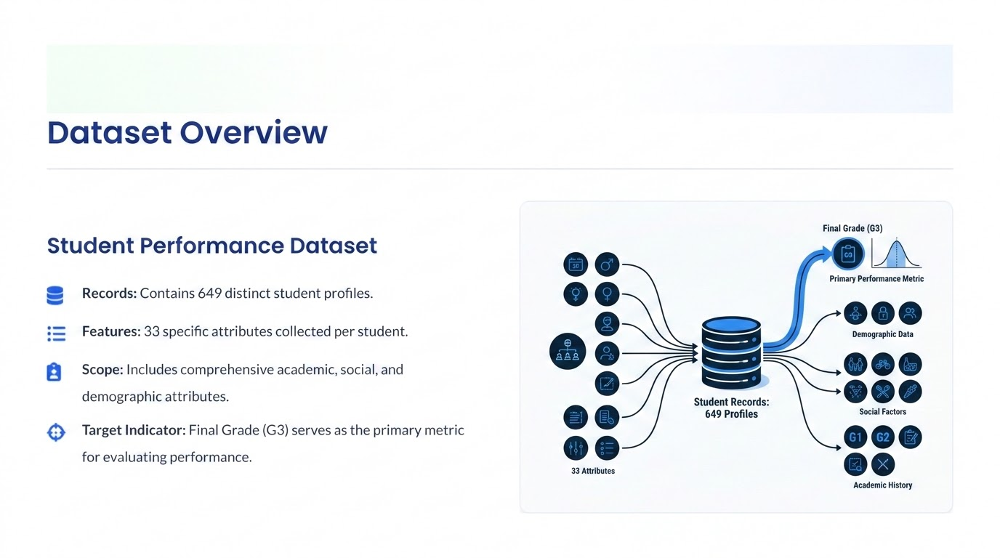 Dataset Overview
Student Performance Dataset
Records: Contains 649 distinct student profiles.
Features: 33 specific attributes collected per student.
Scope: Includes comprehensive academic, social, and
demographic attributes.
Target Indicator: Final Grade (G3) serves as the primary metric
for evaluating performance.
33 Attributes
Student Records:
649 Profiles
Final Grade (G3)
Primary Performance Metric
Demographic Data
Social Factors
G1 G2
Academic History